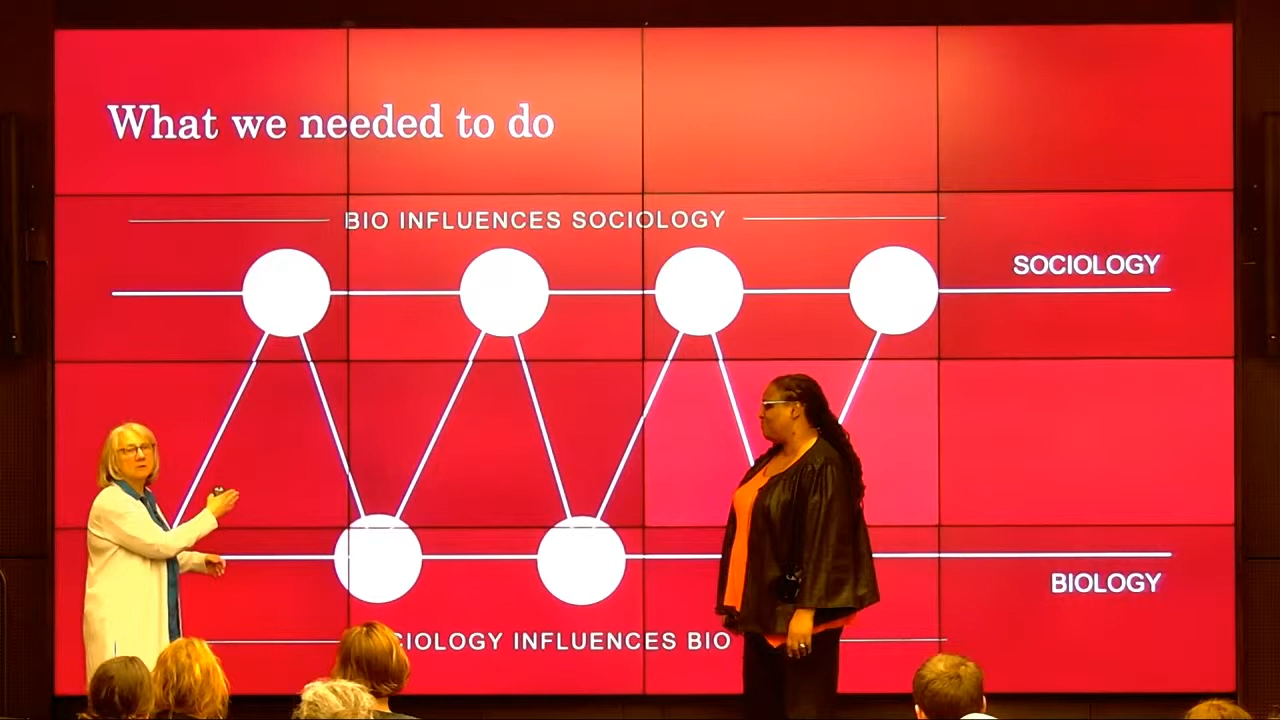 What we needed to do
BIO INFLUENCES SOCIOLOGY
SOCIOLOGY
BIOLOGY
CIOLOGY INFLUENCES BIO